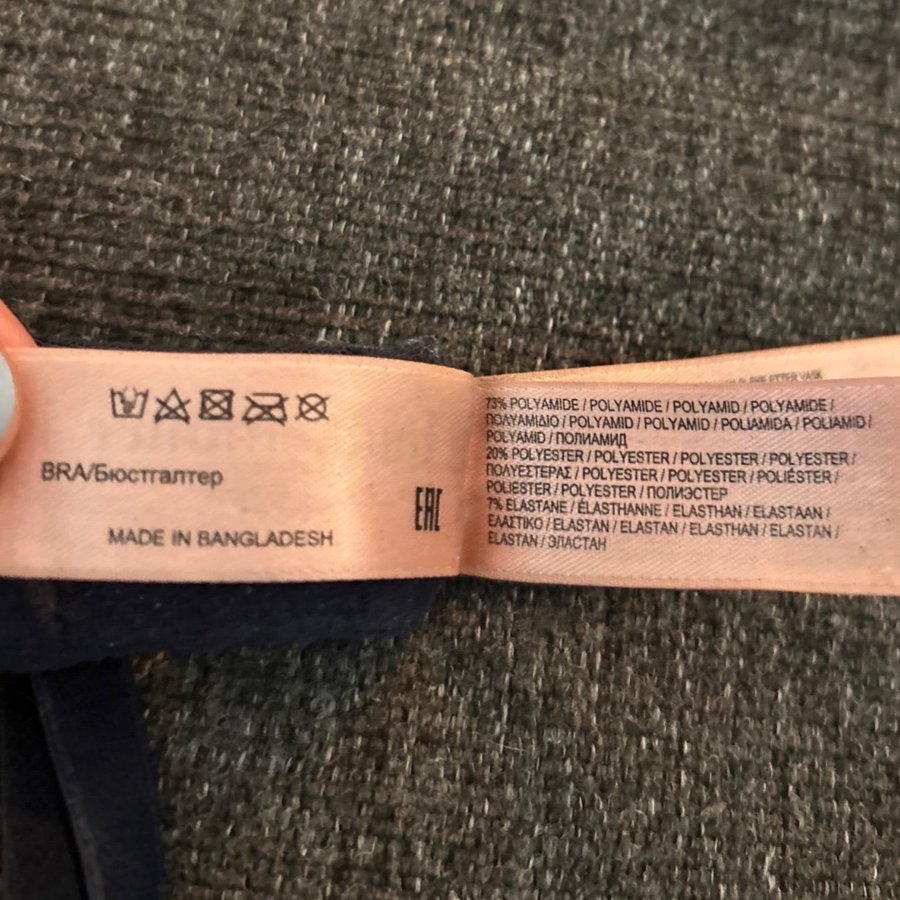 BRA/Бюстгалтер
EAC
MADE IN BANGLADESH
73% POLYAMIDE / POLYAMIDE / POLYAMID / POLYAMIDE /
ΠΟΛΥΑΜΙΔΙΟ / POLYAMID / POLYAMID / POLIAMIDA / POLIAMID /
POLYAMID / ПОЛИАМИД
20% POLYESTER / POLYESTER / POLYESTER / POLYESTER /
ΠΟΛΥΕΣΤΕΡΑΣ / POLYESTER / POLYESTER / POLIÉSTER /
POLIESTER / POLYESTER / ПОЛИЭСТЕР
7% ELASTANE / ÉLASTHANNE / ELASTHAN / ELASTAAN /
ΕΛΑΣΤΙΚΟ / ELASTAN / ELASTAN / ELASTHAN / ELASTAN /
ELASTAN / ЭЛАСТАН